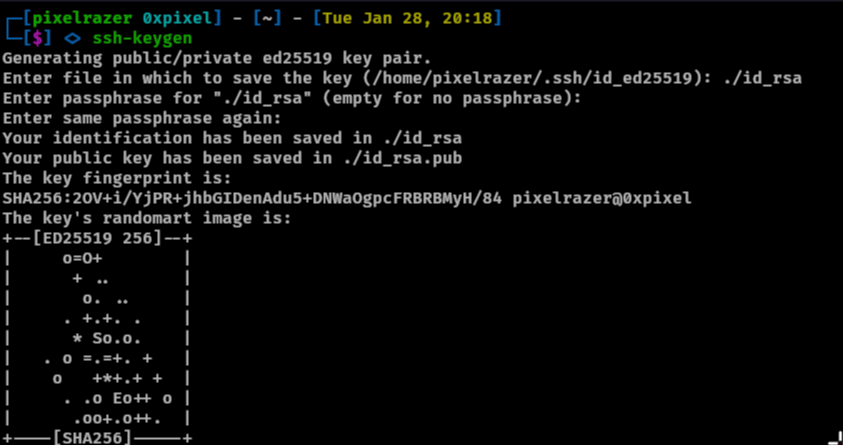 ┌─[pixelrazer 0xpixel] - [~] - [Tue Jan 28, 20:18]
└─[$] <> ssh-keygen
Generating public/private ed25519 key pair.
Enter file in which to save the key (/home/pixelrazer/.ssh/id_ed25519): ./id_rsa
Enter passphrase for "./id_rsa" (empty for no passphrase):
Enter same passphrase again:
Your identification has been saved in ./id_rsa
Your public key has been saved in ./id_rsa.pub
The key fingerprint is:
SHA256:2OV+i/YjPR+jhbGIDenAdu5+DNWaOgpcFRBRBMyH/84 pixelrazer@0xpixel
The key's randomart image is:
+--[ED25519 256]--+
|     o=O+        |
|      + ..       |
|       o. ..     |
|     . +.+. .    |
|      * So.o.    |
|   . o =.=+. +   |
|    o   +*+.+ +  |
|     . .o Eo++ o |
|      .oo+.o++.  |
+----[SHA256]-----+